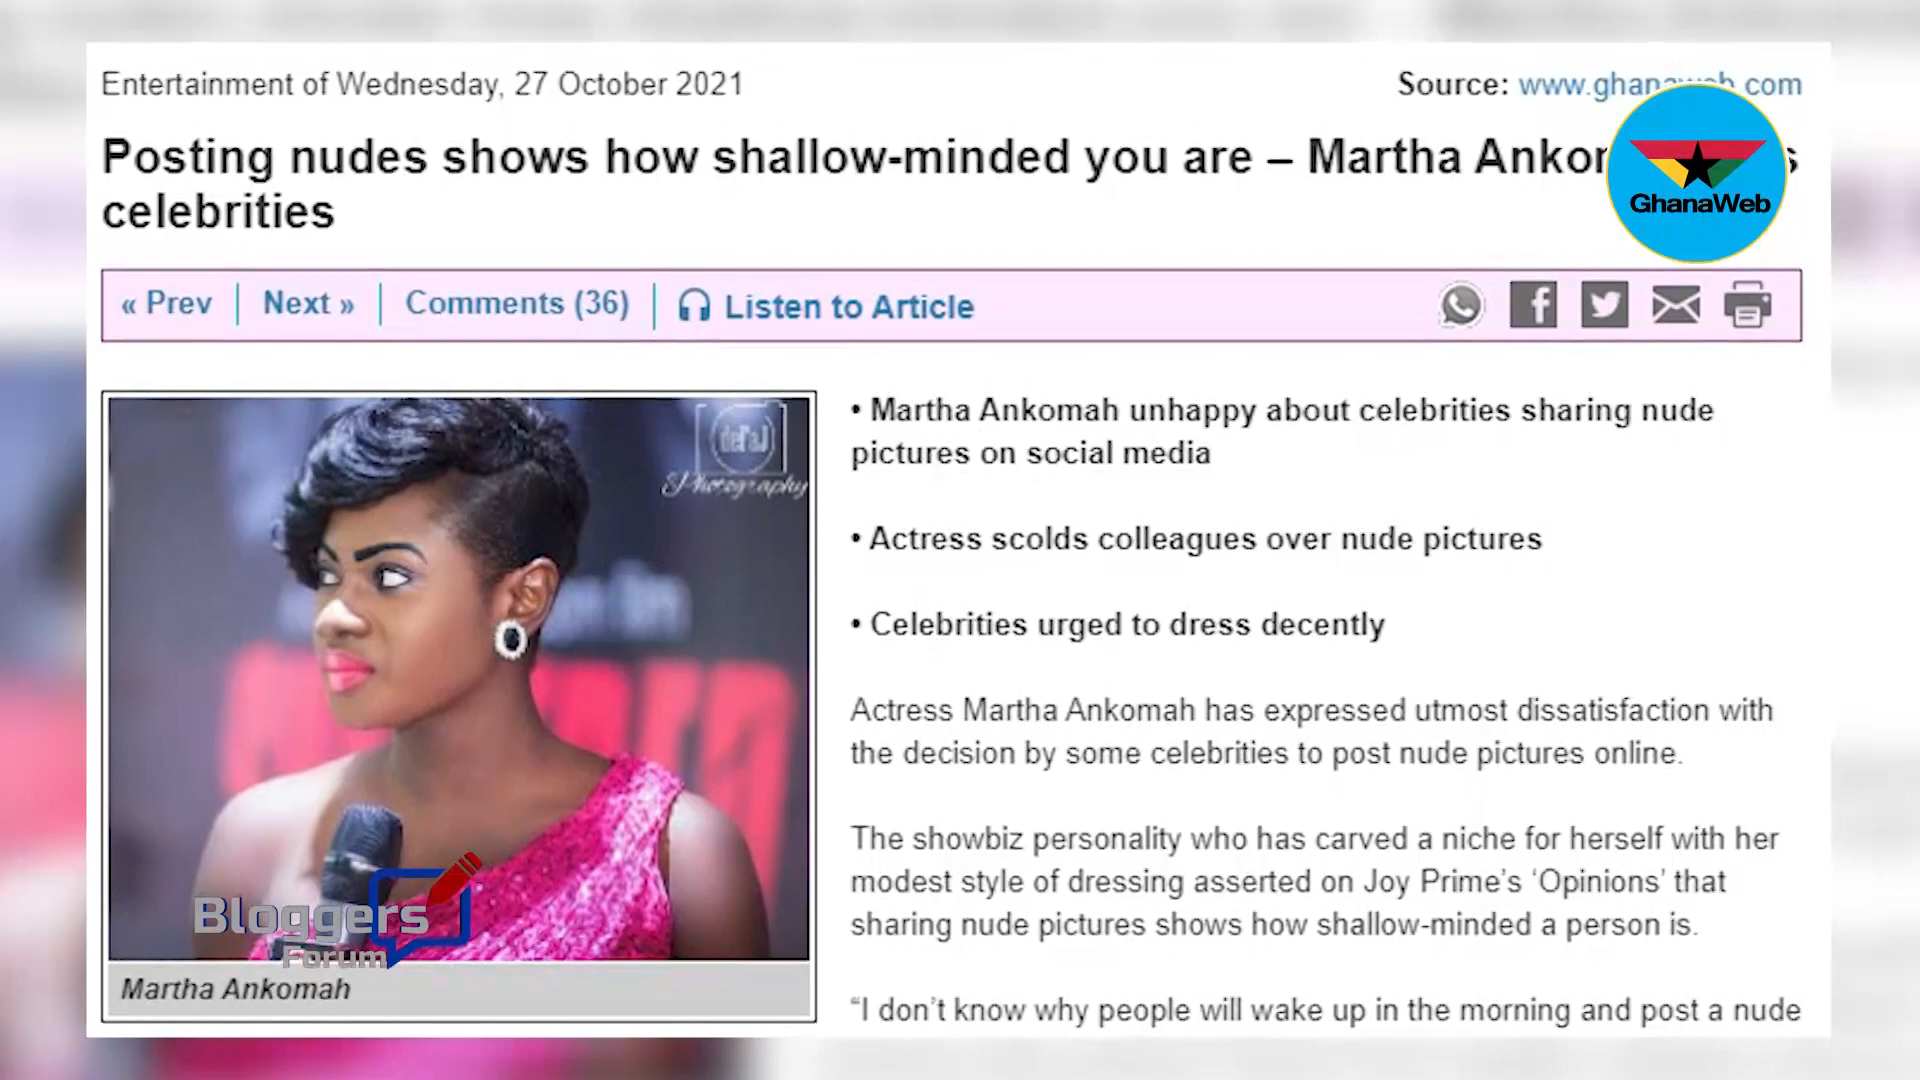 Entertainment of Wednesday, 27 October 2021
Source: www.ghanaweb.com
Posting nudes shows how shallow-minded you are – Martha
celebrities
GhanaWeb
« Prev Next » Comments (36) Listen to Article
• Martha Ankomah unhappy about celebrities sharing nude
pictures on social media
• Actress scolds colleagues over nude pictures
• Celebrities urged to dress decently
Actress Martha Ankomah has expressed utmost dissatisfaction with
the decision by some celebrities to post nude pictures online.
The showbiz personality who has carved a niche for herself with her
modest style of dressing asserted on Joy Prime’s ‘Opinions’ that
sharing nude pictures shows how shallow-minded a person is.
“I don’t know why people will wake up in the morning and post a nude
Photography
Bloggers
Forum
Martha Ankomah